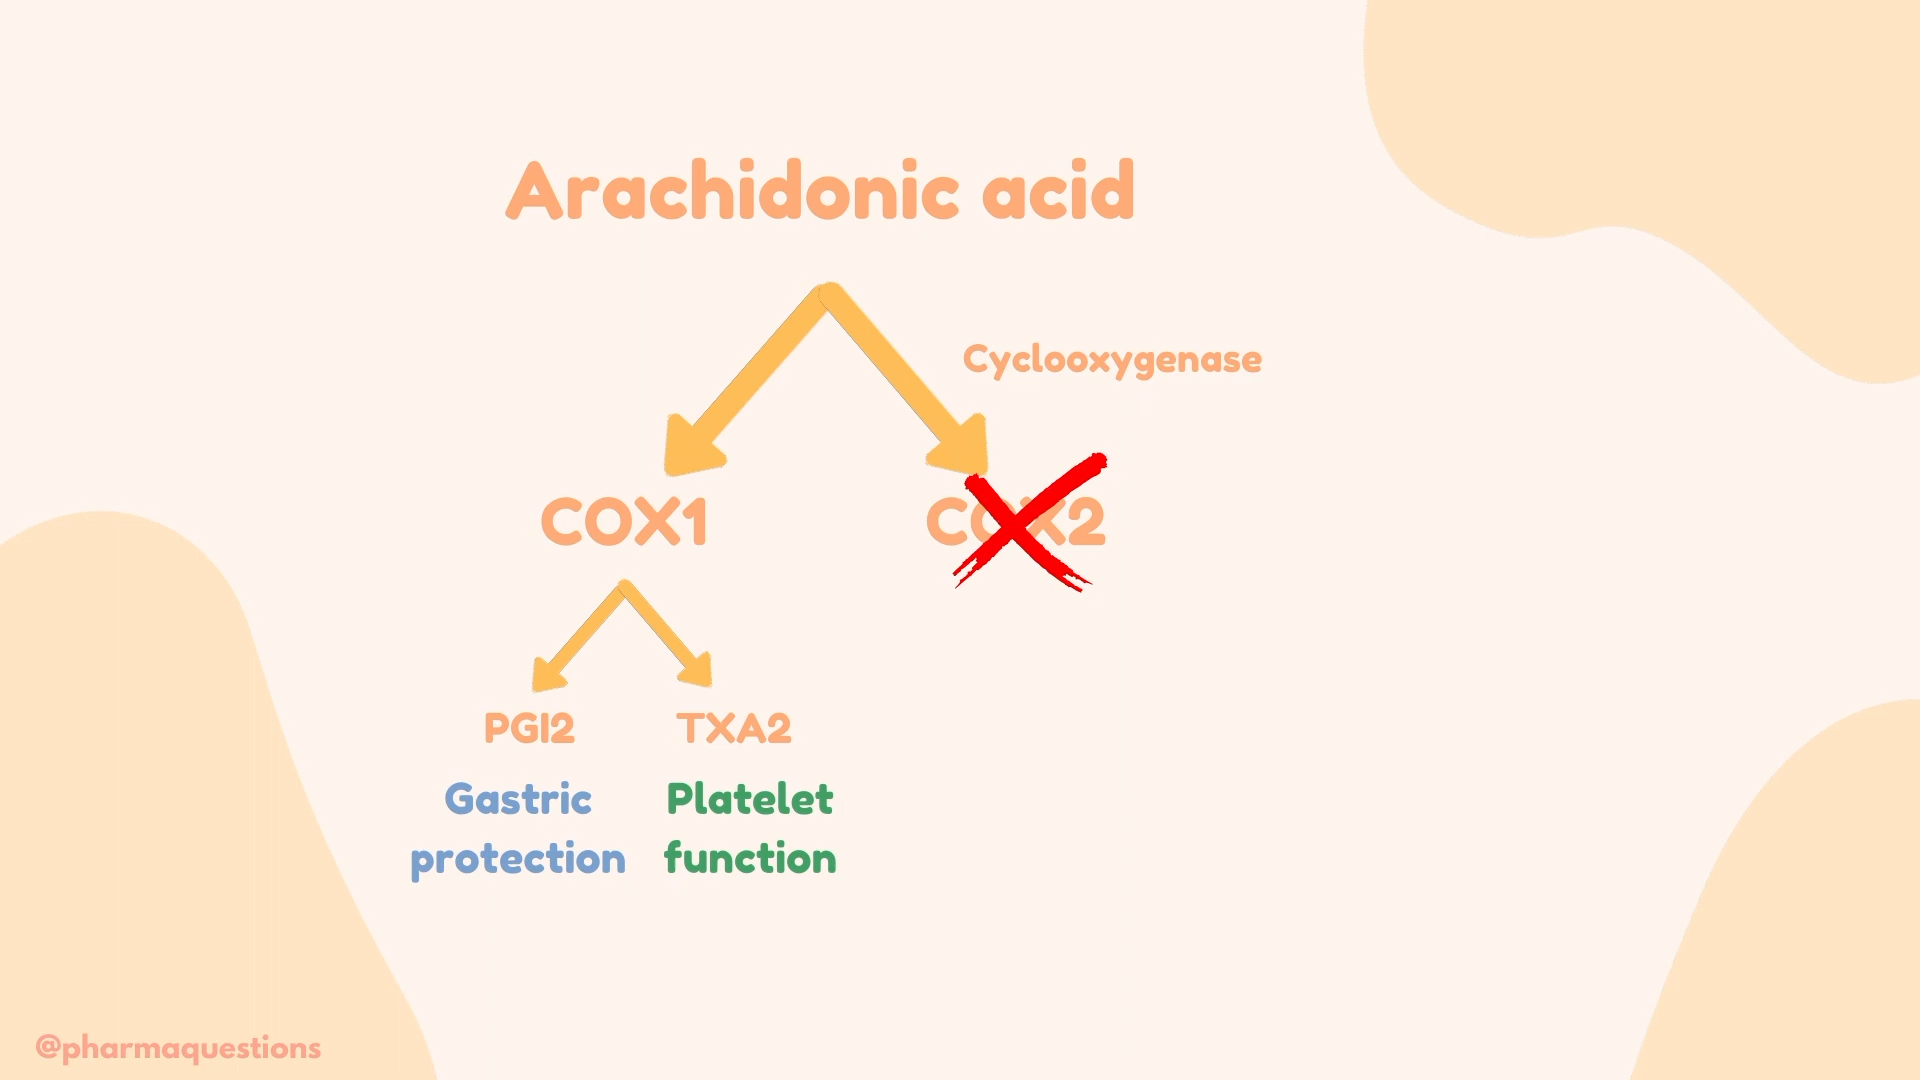 Arachidonic acid
Cyclooxygenase
COX1
COX2
PGI2
TXA2
Gastric
protection
Platelet
function
@pharmaquestions